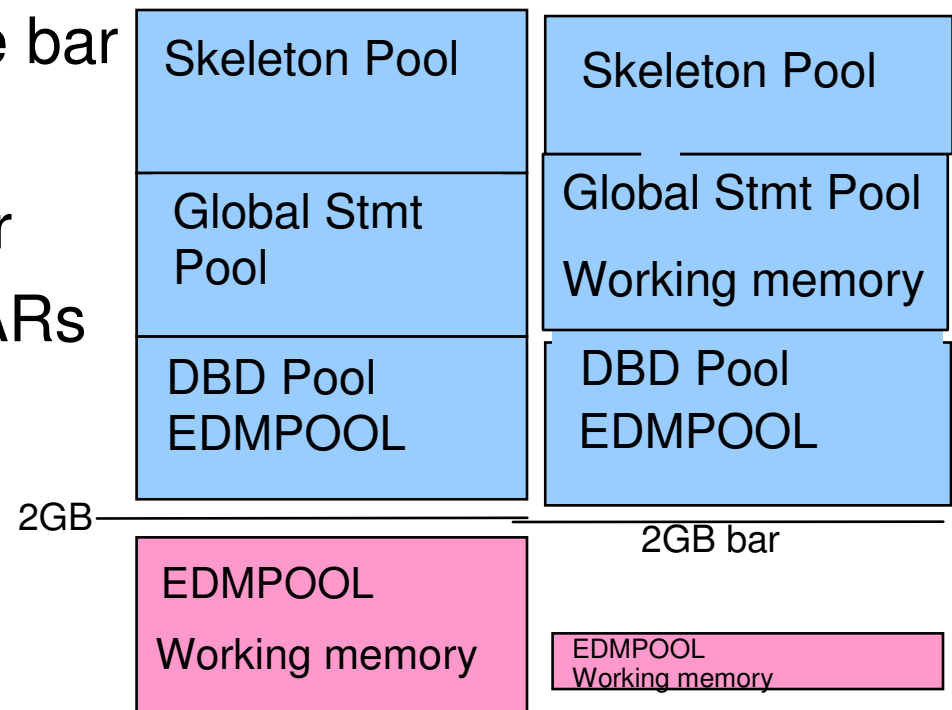 bar
Skeleton Pool
Global Stmt
Pool
ARs
DBD Pool
EDMPOOL
2GB
EDMPOOL
Working memory
Skeleton Pool
Global Stmt Pool
Working memory
DBD Pool
EDMPOOL
2GB bar
EDMPOOL
Working memory